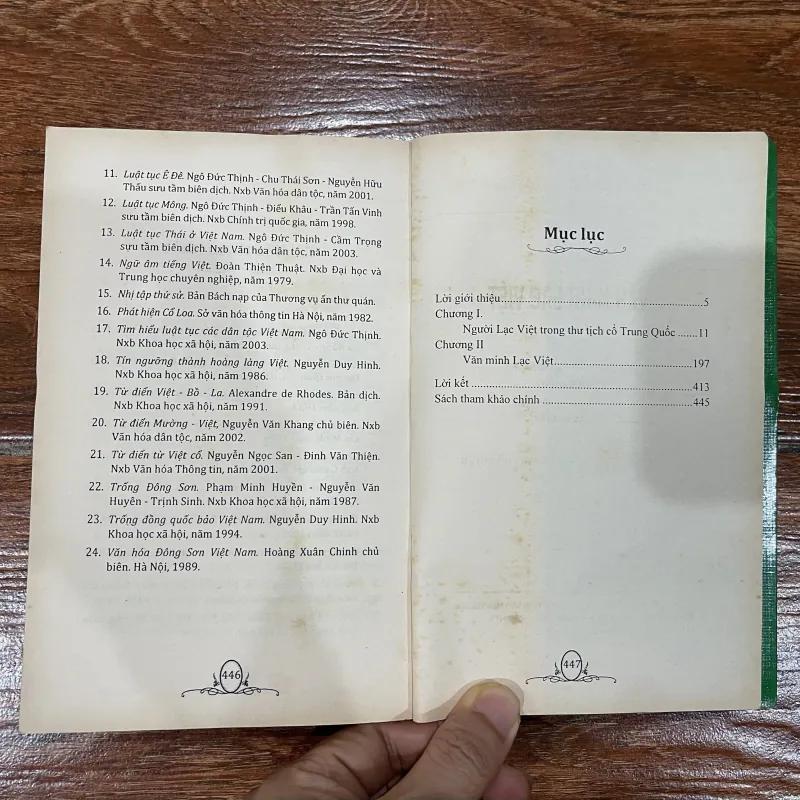 11. Luật tục Ê Đê. Ngô Đức Thịnh - Chu Thái Sơn - Nguyễn Hữu
Thấu sưu tầm biên dịch. Nxb Văn hóa dân tộc, năm 2001.
12. Luật tục Mông. Ngô Đức Thịnh - Điểu Khâu - Trần Tấn Vinh
sưu tầm biên dịch. Nxb Chính trị quốc gia, năm 1998.
13. Luật tục Thái ở Việt Nam. Ngô Đức Thịnh - Cầm Trọng
sưu tầm biên dịch. Nxb Văn hóa dân tộc, năm 2003.
14. Ngữ âm tiếng Việt. Đoàn Thiện Thuật. Nxb Đại học và
Trung học chuyên nghiệp, năm 1979.
15. Nhị tập thứ sử. Bản Bách nạp của Thương vụ ấn thư quán.
16. Phát hiện Cổ Loa. Sở văn hóa thông tin Hà Nội, năm 1982.
17. Tìm hiểu luật tục các dân tộc Việt Nam. Ngô Đức Thịnh.
Nxb Khoa học xã hội, năm 2003.
18. Tín ngưỡng thành hoàng làng Việt. Nguyễn Duy Hinh. Nxb
Khoa học xã hội, năm 1986.
19. Từ điển Việt - Bồ - La. Alexandre de Rhodes. Bản dịch.
Nxb Khoa học xã hội, năm 1991.
20. Từ điển Mường - Việt, Nguyễn Văn Khang chủ biên. Nxb
Văn hóa dân tộc, năm 2002.
21. Từ điển từ Việt cổ. Nguyễn Ngọc San - Đinh Văn Thiện.
Nxb Văn hóa Thông tin, năm 2001.
22. Trống Đông Sơn. Phạm Minh Huyền - Nguyễn Văn
Huyên - Trịnh Sinh. Nxb Khoa học xã hội, năm 1987.
23. Trống đồng quốc bảo Việt Nam. Nguyễn Duy Hinh. Nxb
Khoa học xã hội, năm 1994.
24. Văn hóa Đông Sơn Việt Nam. Hoàng Xuân Chinh chủ
biên. Hà Nội, 1989.
446
Mục lục
Lời giới thiệu ..... 5
Chương I.
Người Lạc Việt trong thư tịch cổ Trung Quốc ......11
Chương II
Văn minh Lạc Việt ..... 197
Lời kết ..... 413
Sách tham khảo chính ..... 445
447